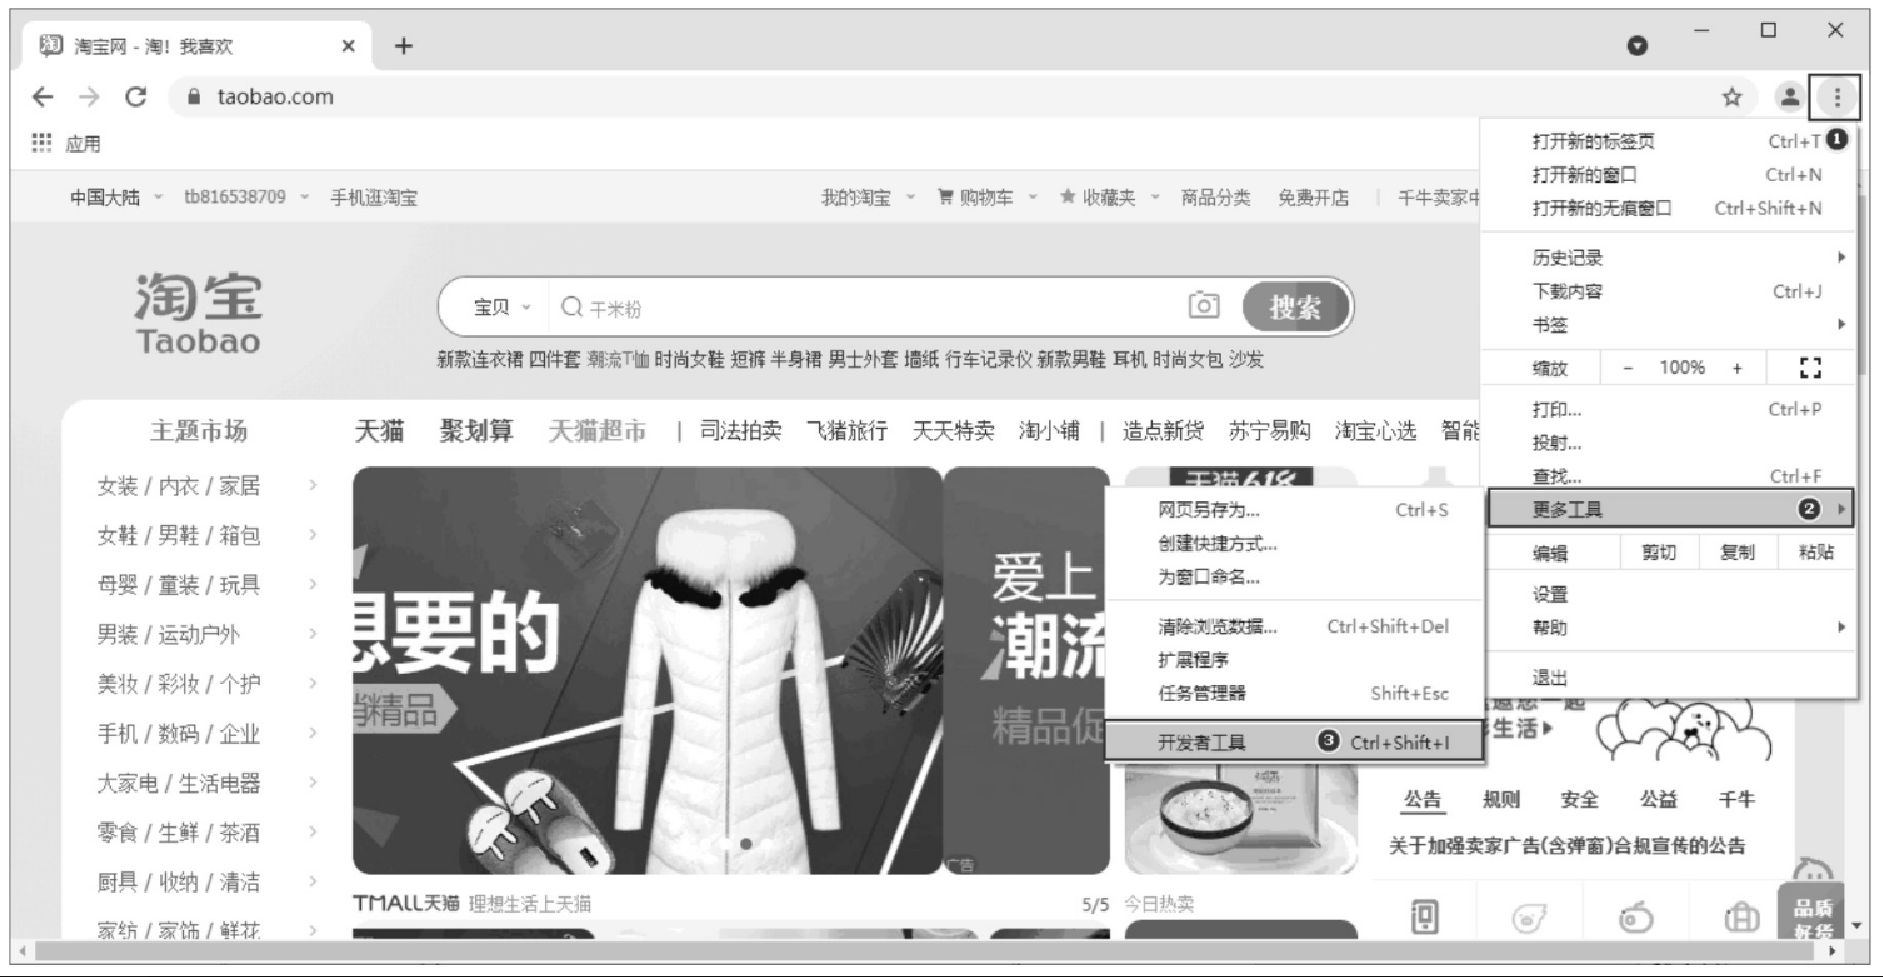 淘宝网 - 淘！我喜欢
taobao.com
应用
中国大陆 tb816538709 手机逛淘宝 我的淘宝 购物车 收藏夹 商品分类 免费开店 千牛卖家中
淘宝
Taobao
宝贝 干米粉 搜索
新款连衣裙 四件套 潮流T恤 时尚女鞋 短裤 半身裙 男士外套 墙纸 行车记录仪 新款男鞋 耳机 时尚女包 沙发
主题市场 天猫 聚划算 天猫超市 | 司法拍卖 飞猪旅行 天天特卖 淘小铺 | 造点新货 苏宁易购 淘宝心选 智能
女装 / 内衣 / 家居
女鞋 / 男鞋 / 箱包
母婴 / 童装 / 玩具
男装 / 运动户外
美妆 / 彩妆 / 个护
手机 / 数码 / 企业
大家电 / 生活电器
零食 / 生鲜 / 茶酒
厨具 / 收纳 / 清洁
家纺 / 家饰 / 鲜花
想要的
精品
爱上
潮流
精品促
广告
天猫618
TMALL天猫 理想生活上天猫 5/5
今日热卖
打开新的标签页 Ctrl+T 1
打开新的窗口 Ctrl+N
打开新的无痕窗口 Ctrl+Shift+N
历史记录
下载内容 Ctrl+J
书签
缩放 - 100% +
打印... Ctrl+P
投射...
查找... Ctrl+F
更多工具 2
编辑 剪切 复制 粘贴
设置
帮助
退出
网页另存为... Ctrl+S
创建快捷方式...
为窗口命名...
清除浏览数据... Ctrl+Shift+Del
扩展程序
任务管理器 Shift+Esc
开发者工具 3 Ctrl+Shift+I
生活
公告 规则 安全 公益 千牛
关于加强卖家广告(含弹窗)合规宣传的公告
品质
好货